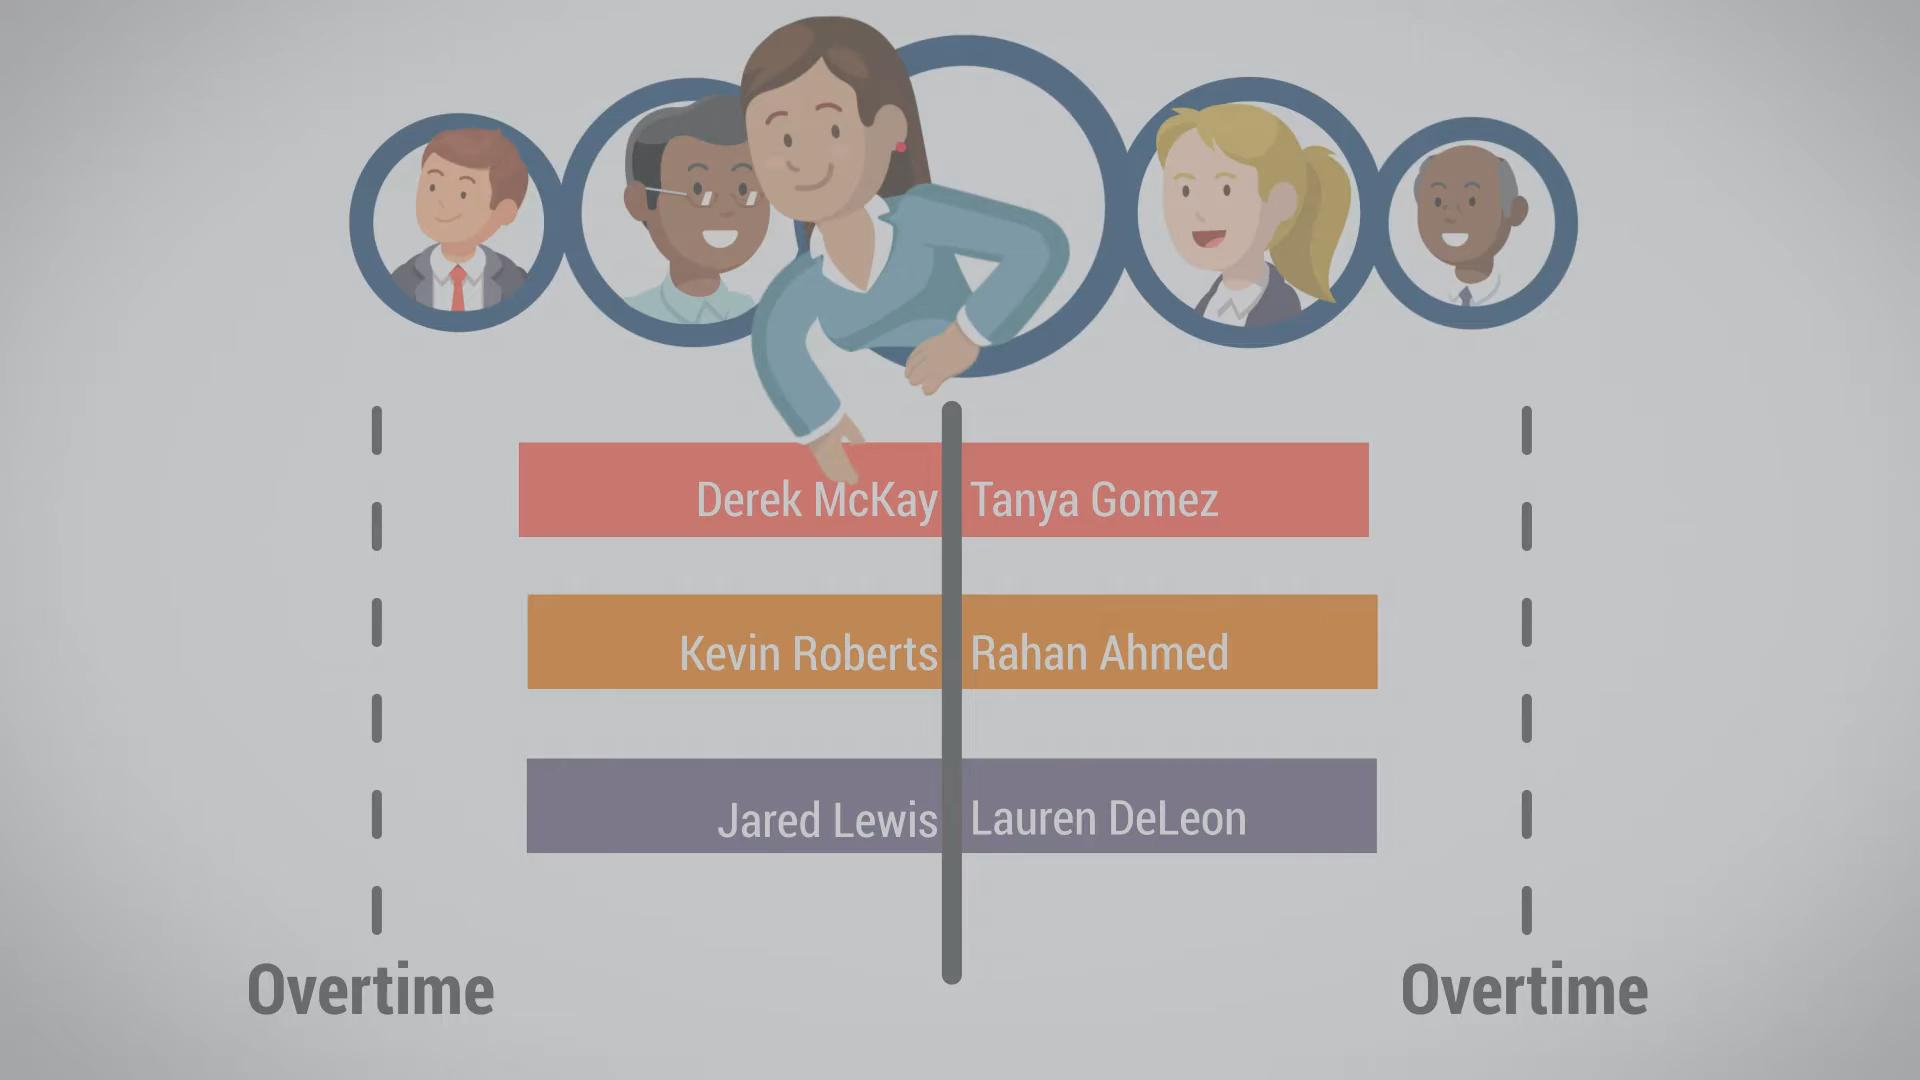 Derek McKay Tanya Gomez
Kevin Roberts Rahan Ahmed
Jared Lewis Lauren DeLeon
Overtime Overtime